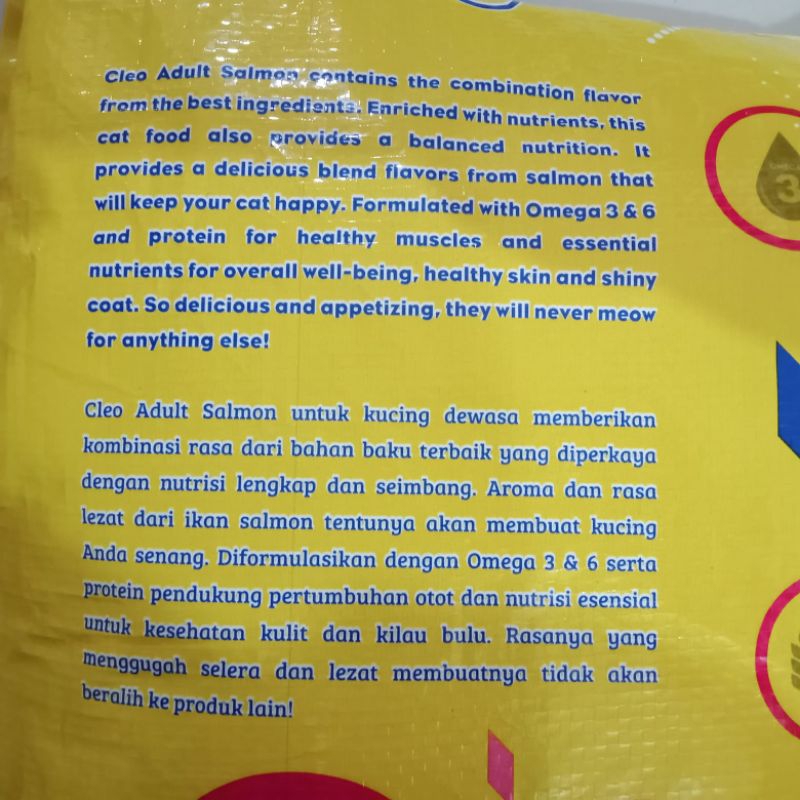 Cleo Adult Salmon contains the combination flavor
from the best ingredients. Enriched with nutrients, this
cat food also provides a balanced nutrition. It
provides a delicious blend flavors from salmon that
will keep your cat happy. Formulated with Omega 3 & 6
and protein for healthy muscles and essential
nutrients for overall well-being, healthy skin and shiny
coat. So delicious and appetizing, they will never meow
for anything else!
Cleo Adult Salmon untuk kucing dewasa memberikan
kombinasi rasa dari bahan baku terbaik yang diperkaya
dengan nutrisi lengkap dan seimbang. Aroma dan rasa
lezat dari ikan salmon tentunya akan membuat kucing
Anda senang. Diformulasikan dengan Omega 3 & 6 serta
protein pendukung pertumbuhan otot dan nutrisi esensial
untuk kesehatan kulit dan kilau bulu. Rasanya yang
menggugah selera dan lezat membuatnya tidak akan
beralih ke produk lain!
3